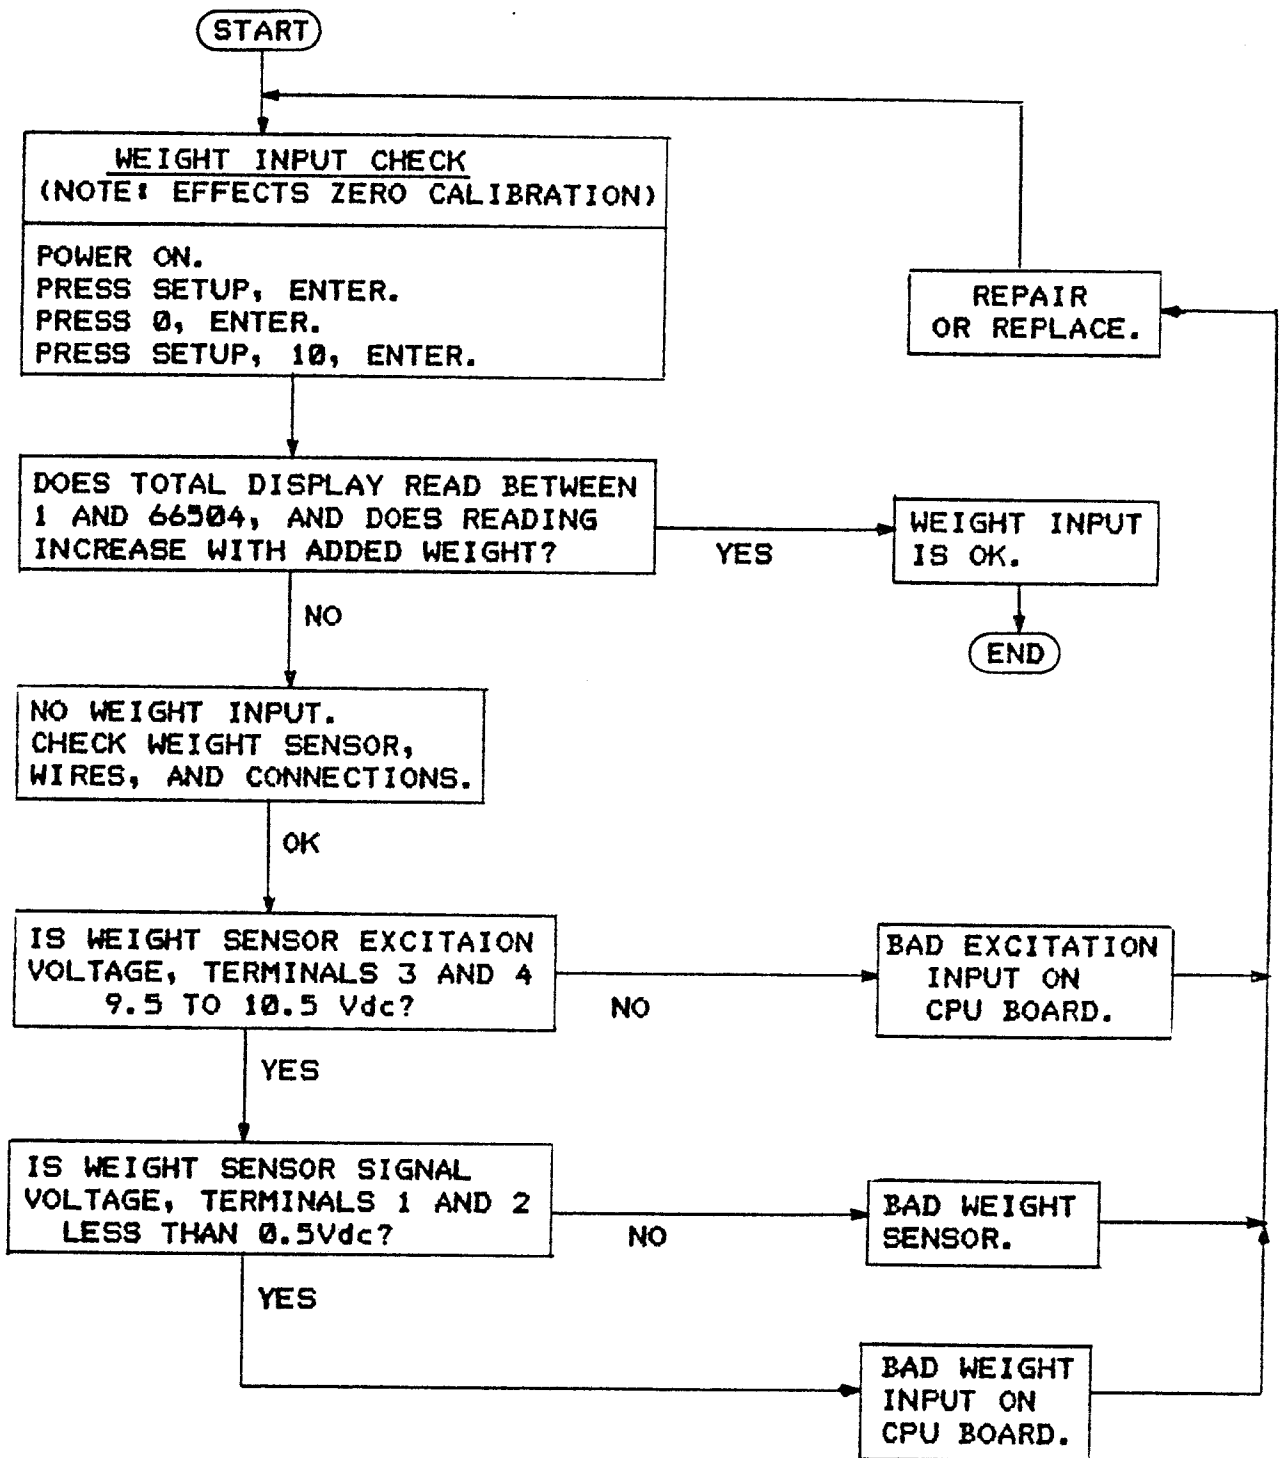 START
WEIGHT INPUT CHECK
(NOTE: EFFECTS ZERO CALIBRATION)
POWER ON.
PRESS SETUP, ENTER.
PRESS 0, ENTER.
PRESS SETUP, 10, ENTER.
REPAIR
OR REPLACE.
DOES TOTAL DISPLAY READ BETWEEN
1 AND 66504, AND DOES READING
INCREASE WITH ADDED WEIGHT?
YES
WEIGHT INPUT
IS OK.
END
NO
NO WEIGHT INPUT.
CHECK WEIGHT SENSOR,
WIRES, AND CONNECTIONS.
OK
IS WEIGHT SENSOR EXCITAION
VOLTAGE, TERMINALS 3 AND 4
9.5 TO 10.5 Vdc?
NO
BAD EXCITATION
INPUT ON
CPU BOARD.
YES
IS WEIGHT SENSOR SIGNAL
VOLTAGE, TERMINALS 1 AND 2
LESS THAN 0.5Vdc?
NO
BAD WEIGHT
SENSOR.
YES
BAD WEIGHT
INPUT ON
CPU BOARD.